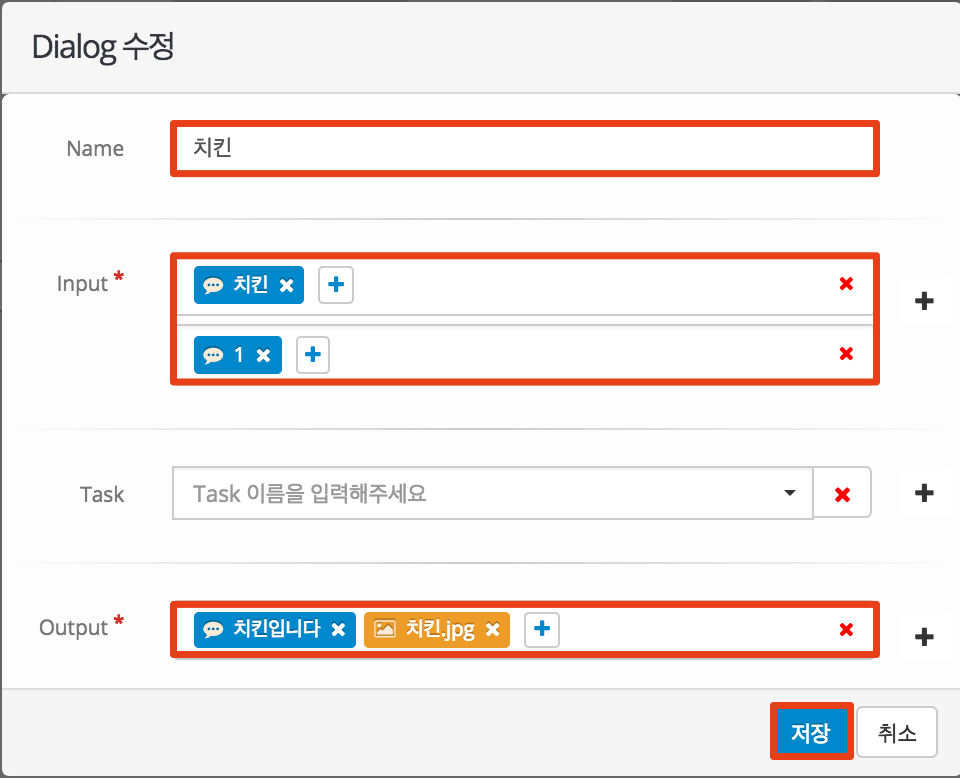 Dialog 수정
Name 치킨
Input * 치킨
1
Task Task 이름을 입력해주세요
Output * 치킨입니다 치킨.jpg
저장 취소